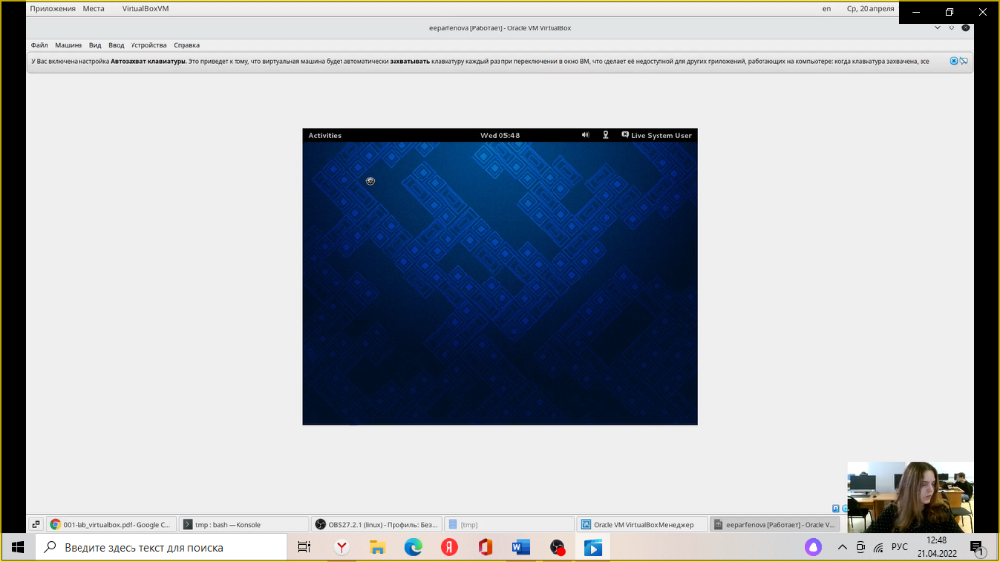 Приложения Места VirtualBoxVM en Ср, 20 апреля
eeparfenova [Работает] - Oracle VM VirtualBox
Файл Машина Вид Ввод Устройства Справка
У Вас включена настройка Автозахват клавиатуры. Это приведет к тому, что виртуальная машина будет автоматически захватывать клавиатуру каждый раз при переключении в окно ВМ, что сделает её недоступной для других приложений, работающих на компьютере: когда клавиатура захвачена, все
Activities Wed 05:48 Live System User
001-lab_virtualbox.pdf - Google C... tmp : bash — Konsole OBS 27.2.1 (linux) - Профиль: Без... [tmp] Oracle VM VirtualBox Менеджер eeparfenova [Работает] - Oracle V...
Введите здесь текст для поиска РУС 12:48
21.04.2022 1